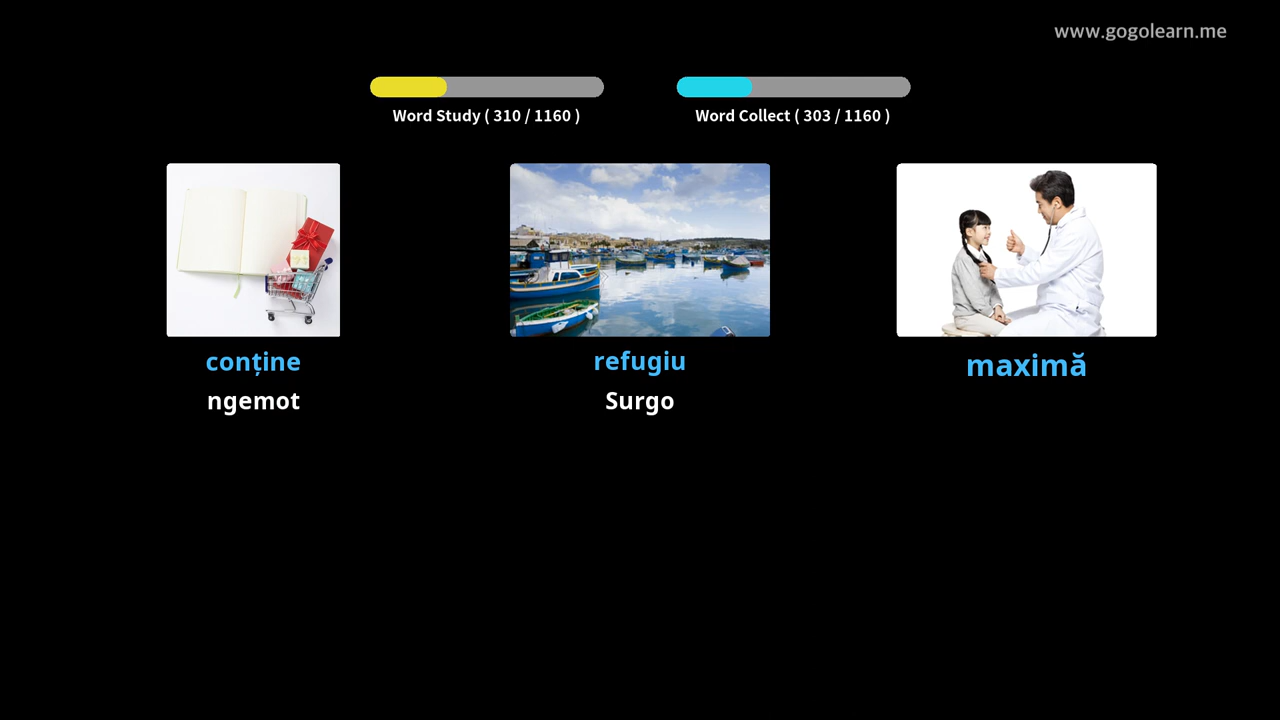 www.gogolearn.me
Word Study ( 310 / 1160 )
Word Collect ( 303 / 1160 )
conține
ngemot
refugiu
Surgo
maximă